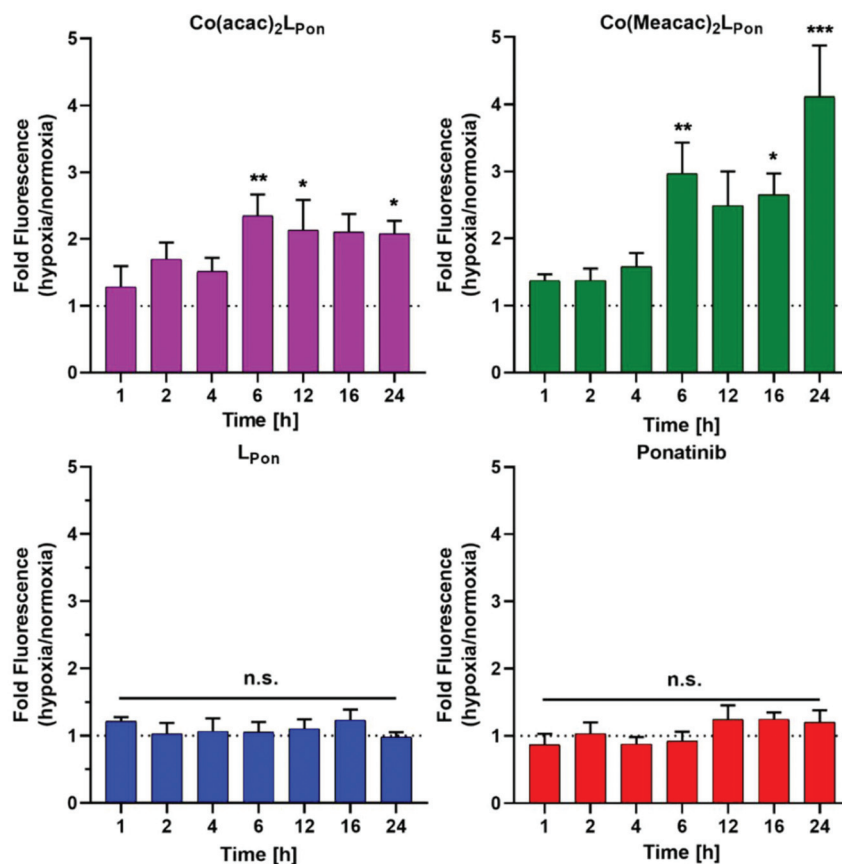 Co(acac)₂L_Pon
Fold Fluorescence
(hypoxia/normoxia)
5
4
3
2
1
0
** * *
1 2 4 6 12 16 24
Time [h]
Co(Meacac)₂L_Pon
Fold Fluorescence
(hypoxia/normoxia)
5
4
3
2
1
0
** * ***
1 2 4 6 12 16 24
Time [h]
L_Pon
Fold Fluorescence
(hypoxia/normoxia)
5
4
3
2
1
0
n.s.
1 2 4 6 12 16 24
Time [h]
Ponatinib
Fold Fluorescence
(hypoxia/normoxia)
5
4
3
2
1
0
n.s.
1 2 4 6 12 16 24
Time [h]